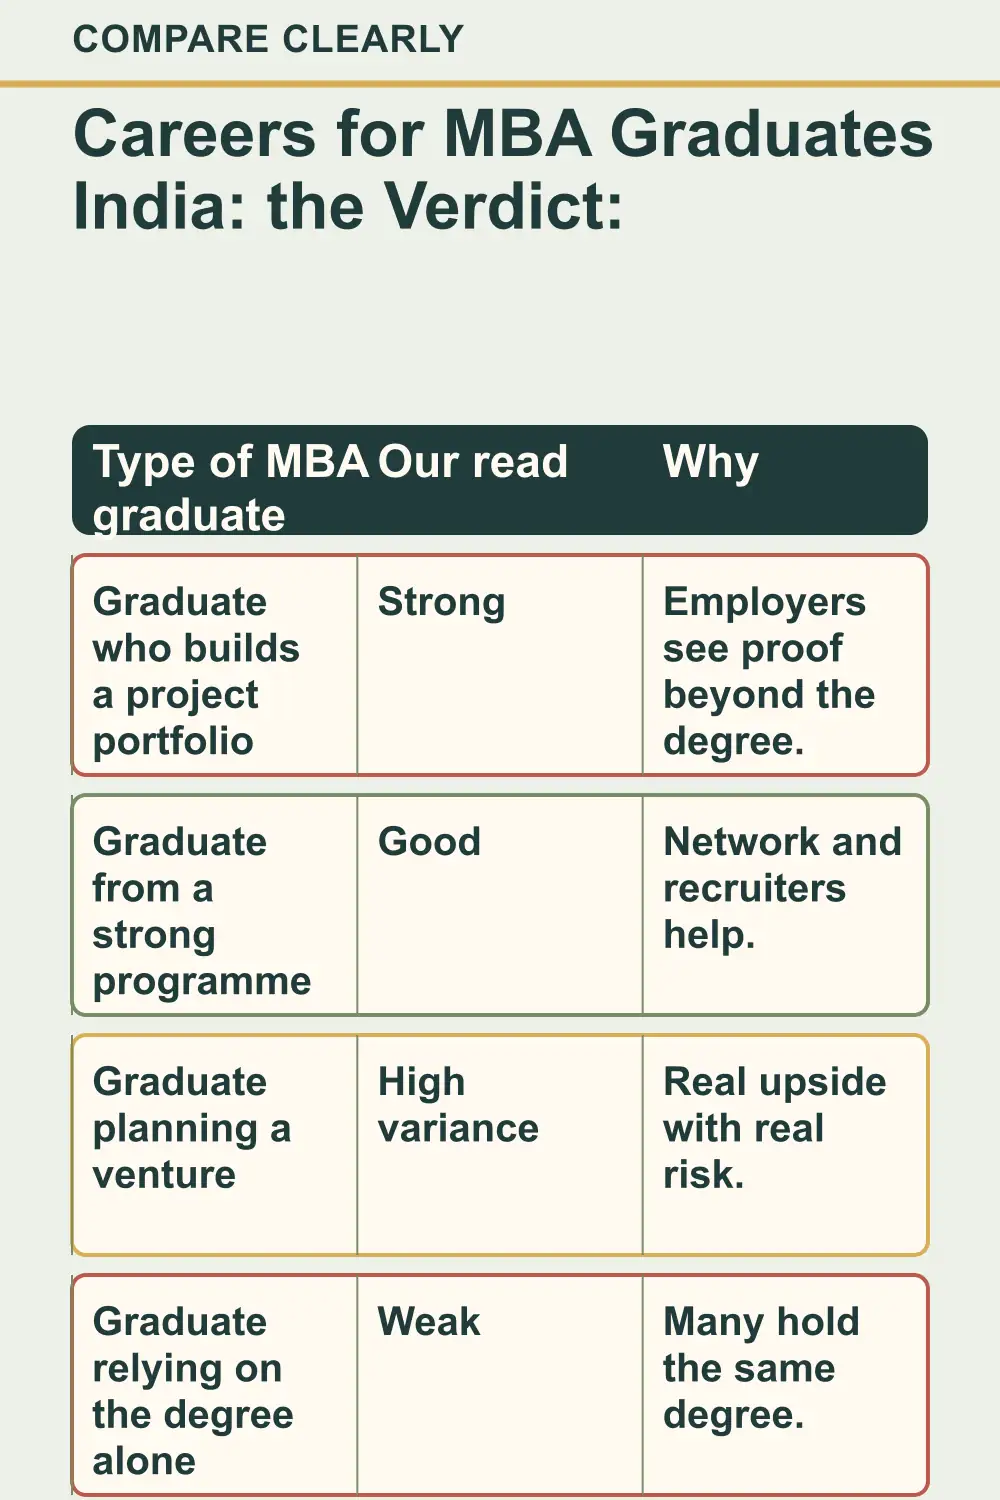 COMPARE CLEARLY
Careers for MBA Graduates
India: the Verdict:
Type of MBA
graduate
Our read
Why
Graduate
who builds
a project
portfolio
Strong
Employers
see proof
beyond the
degree.
Graduate
from a
strong
programme
Good
Network and
recruiters
help.
Graduate
planning a
venture
High
variance
Real upside
with real
risk.
Graduate
relying on
the degree
alone
Weak
Many hold
the same
degree.